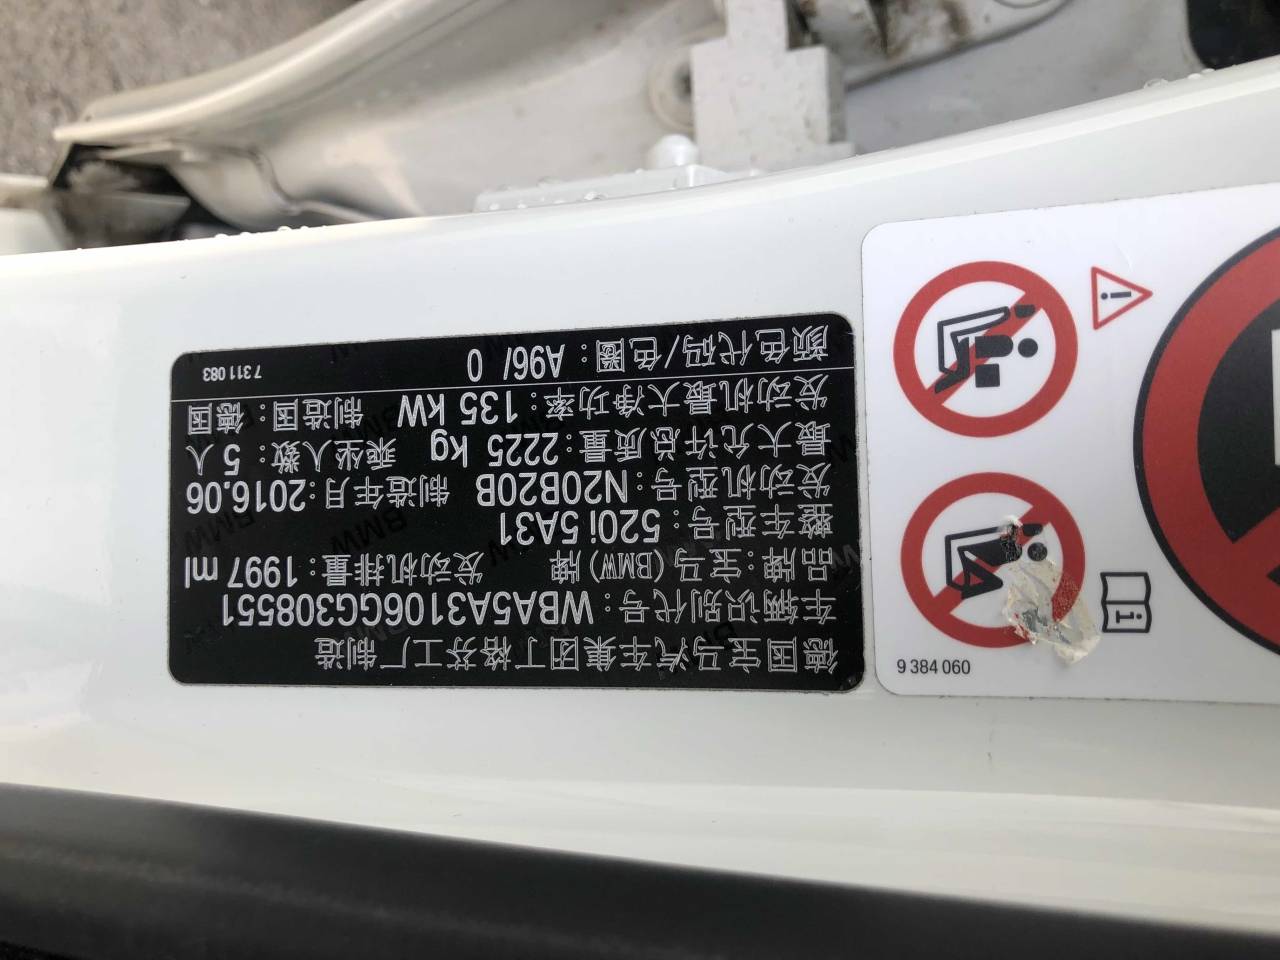 德国宝马汽车集团丁格芬工厂 制造
车辆识别代号：WBA5A3106GG308551
品牌：宝马（BMW）牌 发动机排量：1997 ml
整车型号：520i 5A31
发动机型号：N20B20B 制造年月：2016.06
最大允许总质量：2225 kg 乘坐人数：5 人
发动机最大净功率：135 kW 制造国：德国
颜色代码/色圈：A96/ 0
7 311 083
9 384 060